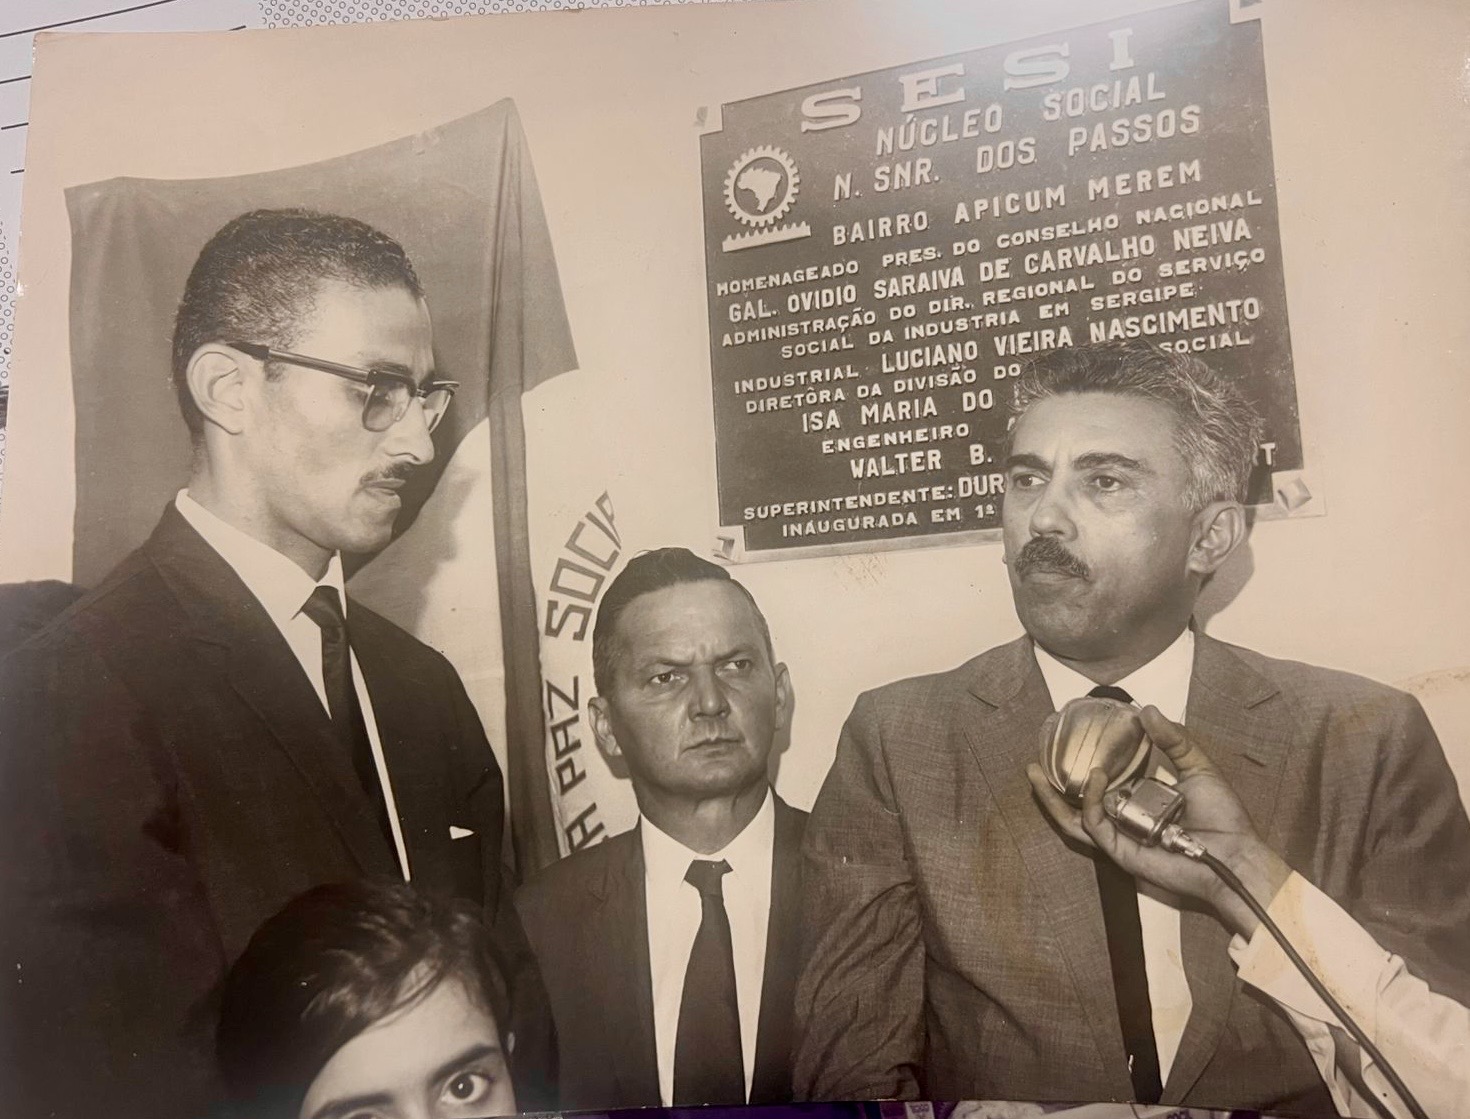 SESI
NÚCLEO SOCIAL
N. SNR. DOS PASSOS
BAIRRO APICUM MEREM
HOMENAGEADO PRES. DO CONSELHO NACIONAL
GAL. OVIDIO SARAIVA DE CARVALHO NEIVA
ADMINISTRAÇÃO DO DIR. REGIONAL DO SERVIÇO
SOCIAL DA INDUSTRIA EM SERGIPE
INDUSTRIAL LUCIANO VIEIRA NASCIMENTO
DIRETÔRA DA DIVISÃO DO SOCIAL
ISA MARIA DO
ENGENHEIRO
WALTER B.
SUPERINTENDENTE:
INAUGURADA EM 1ª
PAZ SOCIA